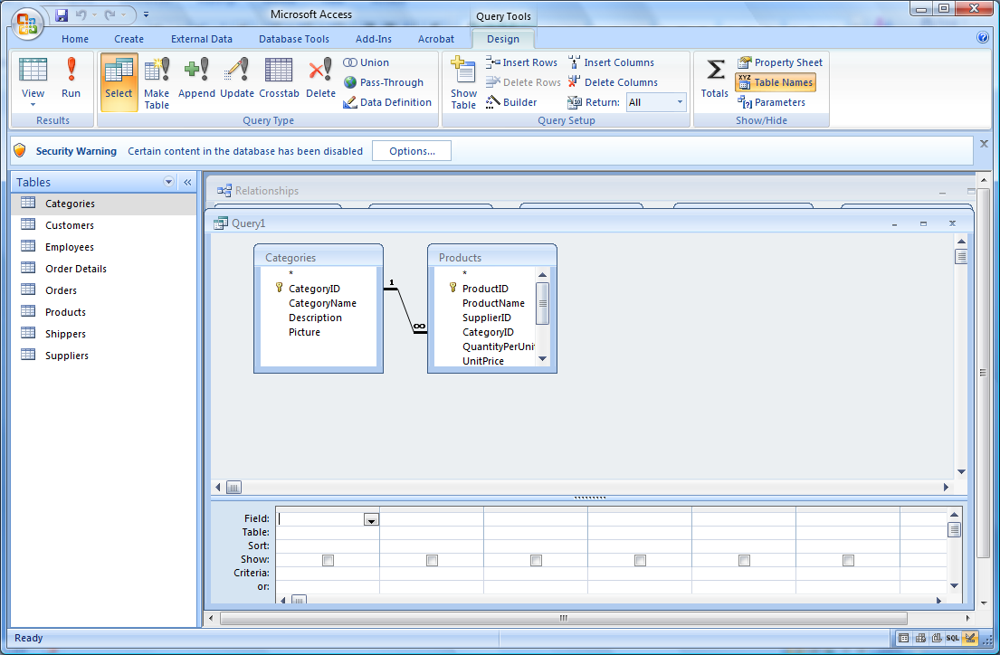 Microsoft Access
Query Tools
Home Create External Data Database Tools Add-Ins Acrobat Design
View
Run
Select
Make Table
Append
Update
Crosstab
Delete
Union
Pass-Through
Data Definition
Show Table
Insert Rows
Delete Rows
Builder
Insert Columns
Delete Columns
Return: All
Totals
Property Sheet
XYZ Table Names
Parameters
Results
Query Type
Query Setup
Show/Hide
Security Warning Certain content in the database has been disabled Options...
Tables
Categories
Customers
Employees
Order Details
Orders
Products
Shippers
Suppliers
Relationships
Query1
Categories
*
CategoryID
CategoryName
Description
Picture
1
∞
Products
*
ProductID
ProductName
SupplierID
CategoryID
QuantityPerUnit
UnitPrice
Field:
Table:
Sort:
Show:
Criteria:
or:
Ready
SQL